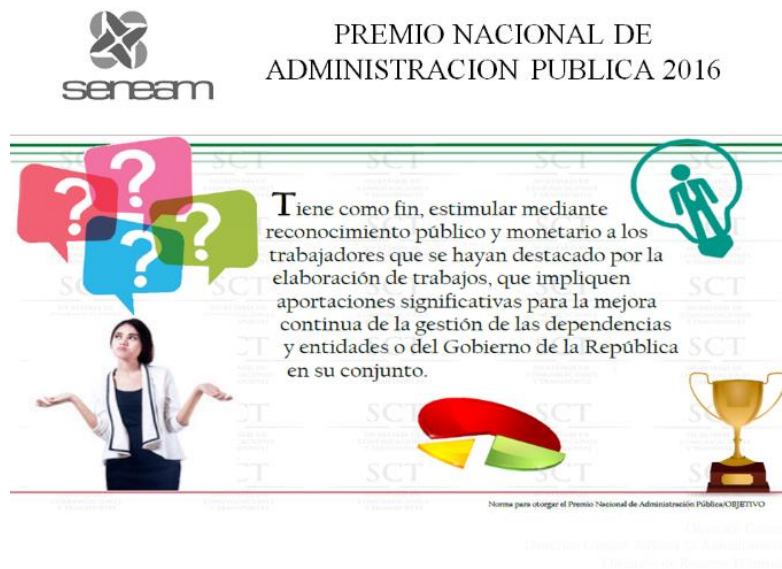 seneam
PREMIO NACIONAL DE
ADMINISTRACION PUBLICA 2016
? ? ? ?
Tiene como fin, estimular mediante
reconocimiento público y monetario a los
trabajadores que se hayan destacado por la
elaboración de trabajos, que impliquen
aportaciones significativas para la mejora
continua de la gestión de las dependencias
y entidades o del Gobierno de la República
en su conjunto.
SCT
Norma para otorgar el Premio Nacional de Administración Pública/OBJETIVO